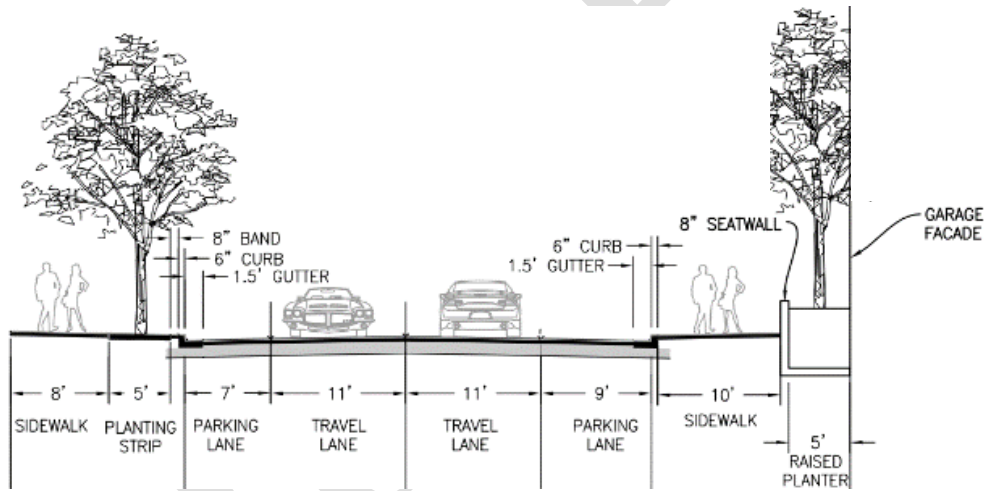 8" BAND
6" CURB
1.5' GUTTER
6" CURB
1.5' GUTTER
8" SEATWALL
GARAGE
FACADE
8'
5'
7'
11'
11'
9'
10'
SIDEWALK
PLANTING
STRIP
PARKING
LANE
TRAVEL
LANE
TRAVEL
LANE
PARKING
LANE
SIDEWALK
5'
RAISED
PLANTER